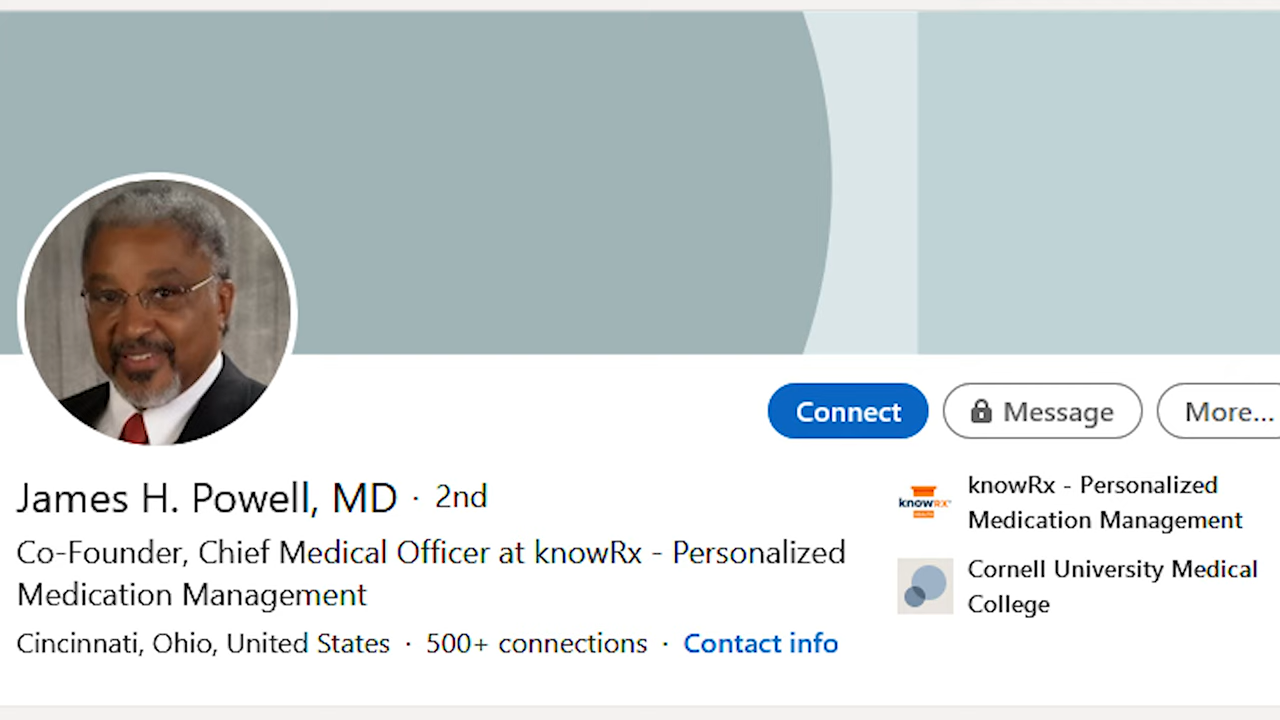 Connect
Message
More...
James H. Powell, MD · 2nd
Co-Founder, Chief Medical Officer at knowRx - Personalized
Medication Management
Cincinnati, Ohio, United States · 500+ connections · Contact info
knowRX
knowRx - Personalized
Medication Management
Cornell University Medical
College